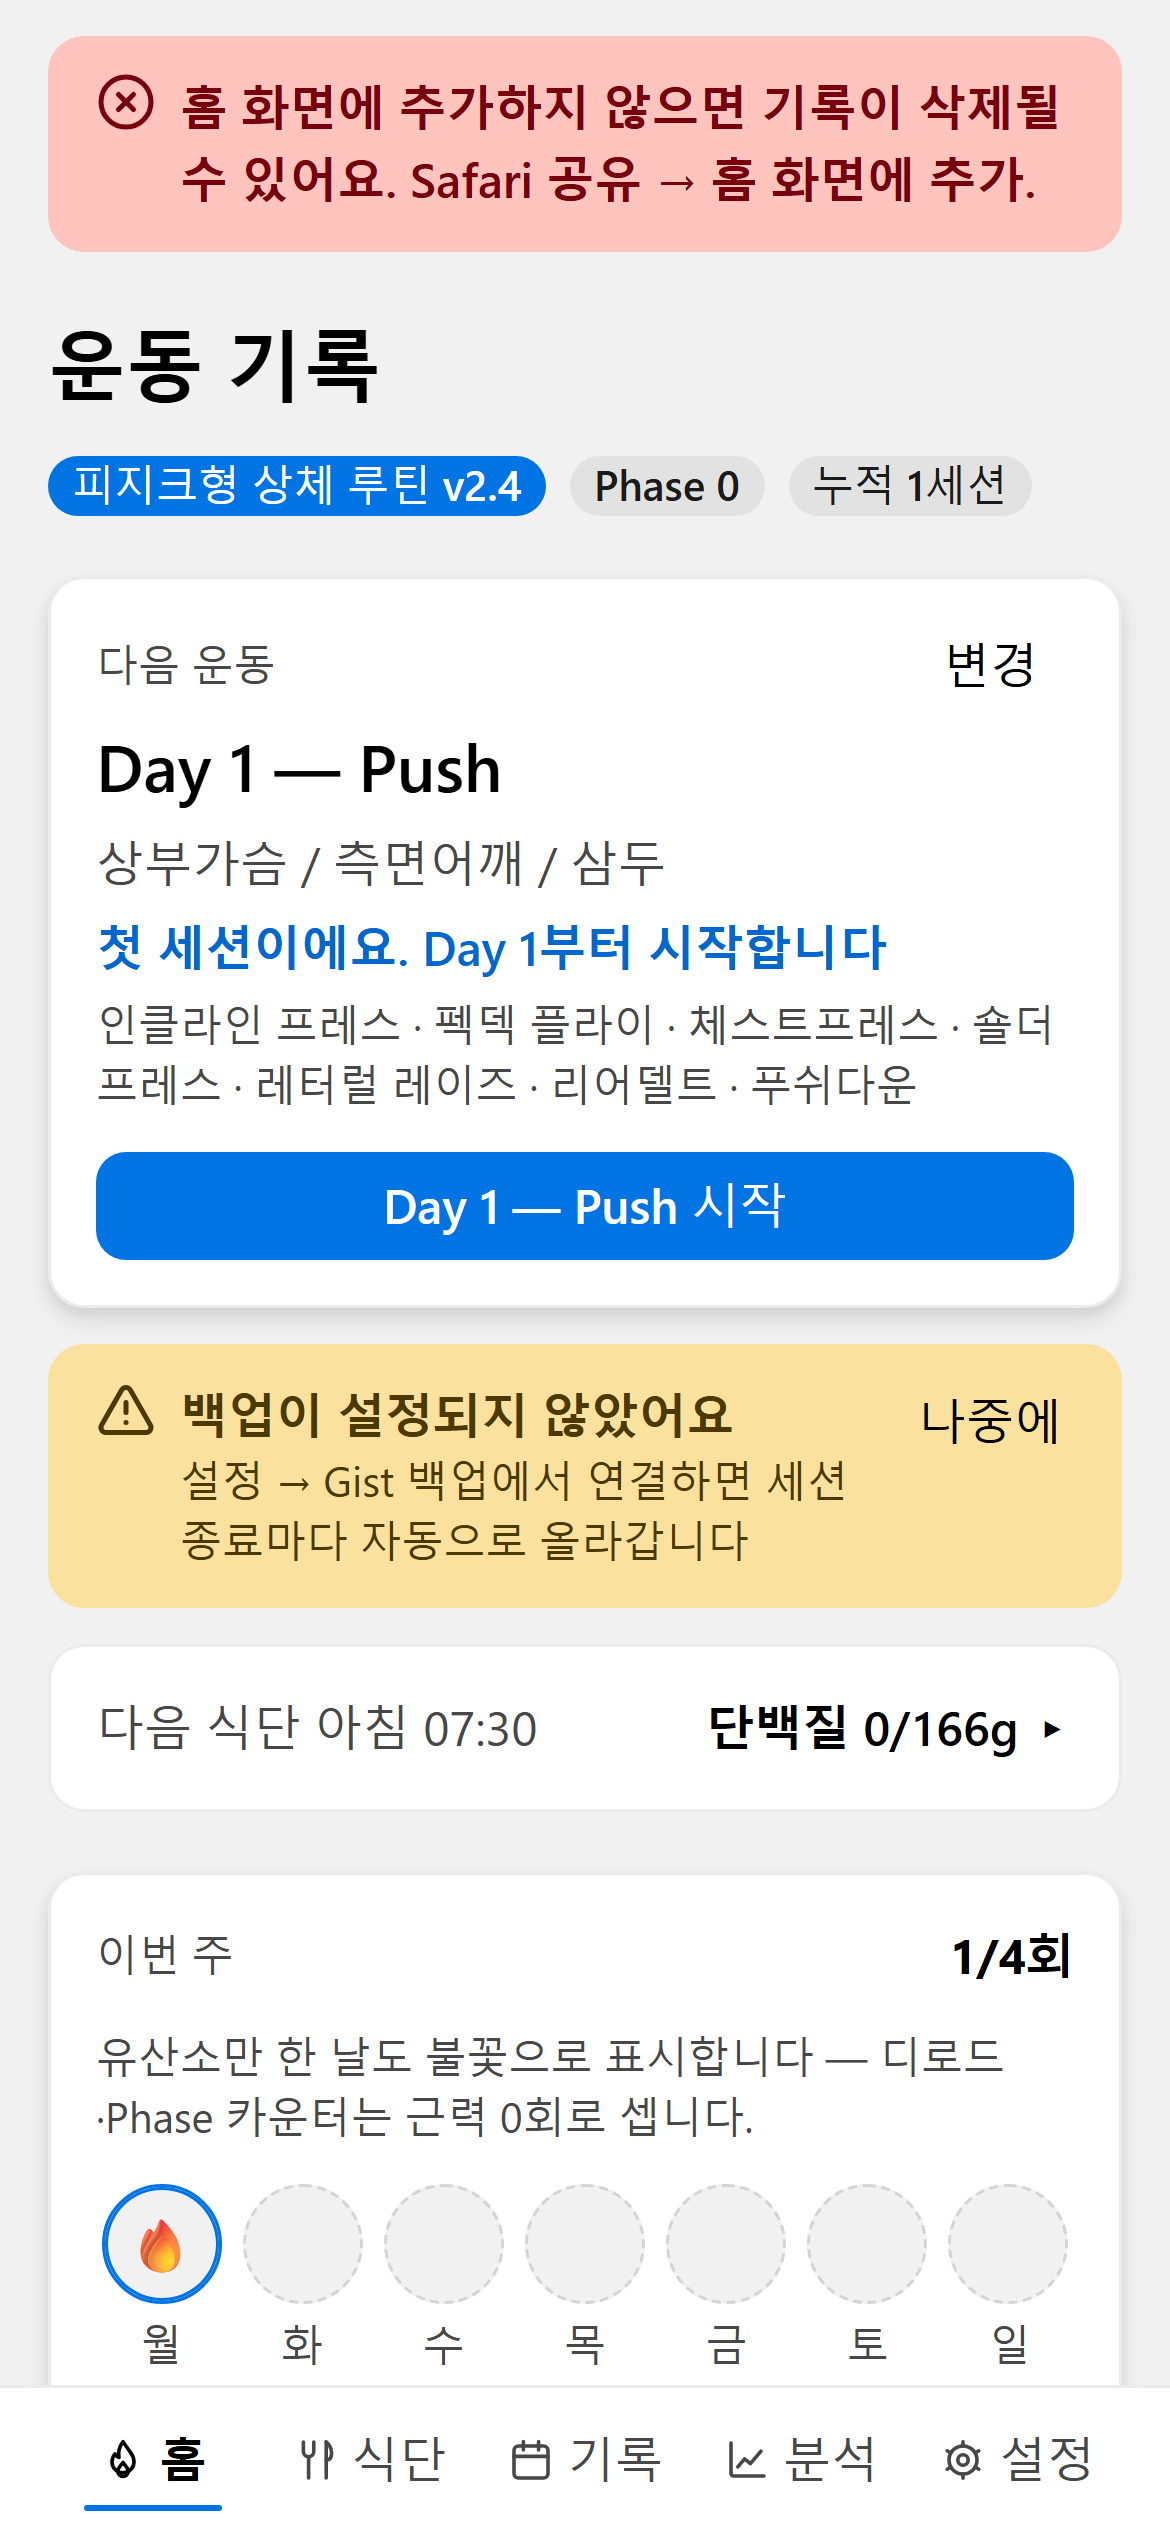 홈 화면에 추가하지 않으면 기록이 삭제될
수 있어요. Safari 공유 → 홈 화면에 추가.
운동 기록
피지크형 상체 루틴 v2.4
Phase 0
누적 1세션
다음 운동
변경
Day 1 — Push
상부가슴 / 측면어깨 / 삼두
첫 세션이에요. Day 1부터 시작합니다
인클라인 프레스 · 펙덱 플라이 · 체스트프레스 · 숄더
프레스 · 레터럴 레이즈 · 리어델트 · 푸쉬다운
Day 1 — Push 시작
백업이 설정되지 않았어요
나중에
설정 → Gist 백업에서 연결하면 세션
종료마다 자동으로 올라갑니다
다음 식단 아침 07:30
단백질 0/166g ▸
이번 주
1/4회
유산소만 한 날도 불꽃으로 표시합니다 — 디로드
·Phase 카운터는 근력 0회로 셉니다.
월 화 수 목 금 토 일
홈 식단 기록 분석 설정